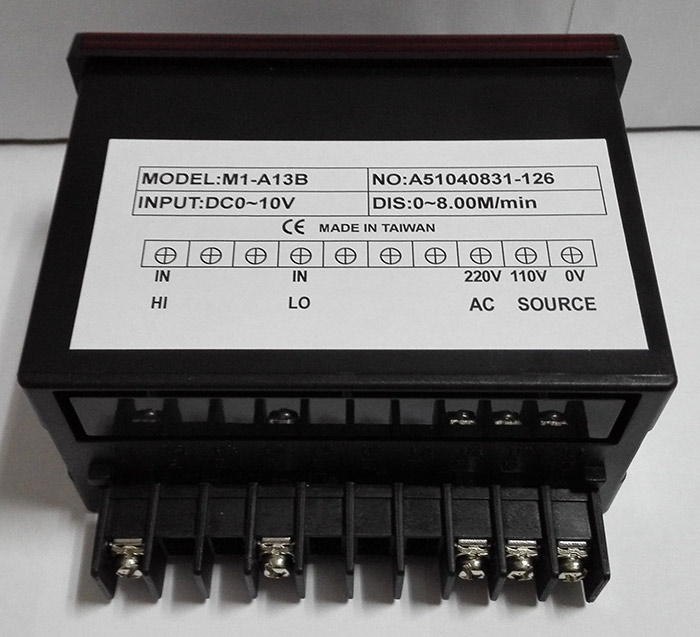 MODEL:M1-A13B NO:A51040831-126
INPUT:DC0~10V DIS:0~8.00M/min
CE MADE IN TAIWAN
IN IN 220V 110V 0V
HI LO AC SOURCE